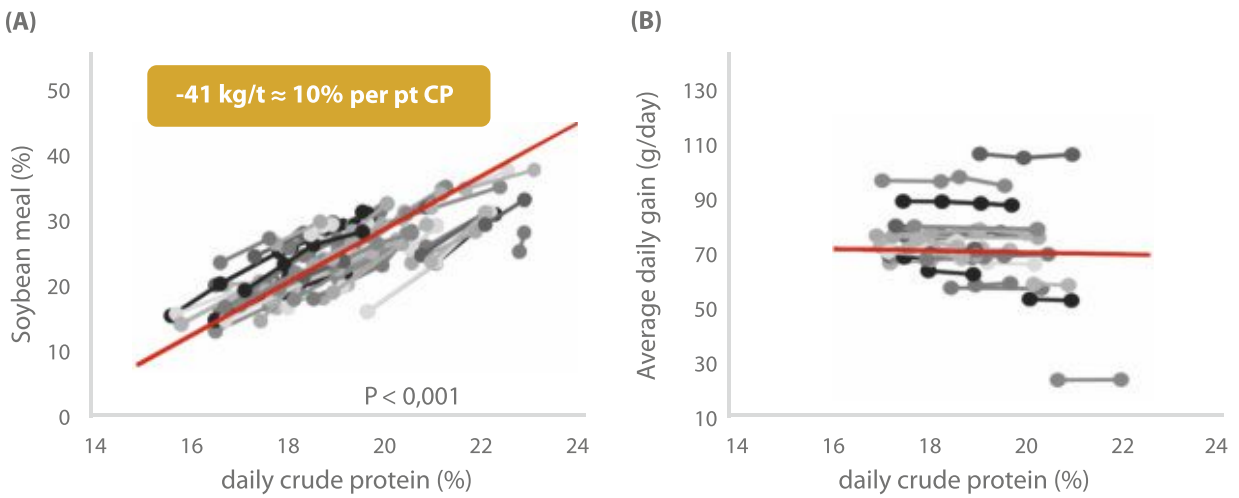 (A)
-41 kg/t ≈ 10% per pt CP
Soybean meal (%)
50
40
30
20
10
0
P < 0,001
14 16 18 20 22 24
daily crude protein (%)
(B)
Average daily gain (g/day)
130
110
90
70
50
30
10
14 16 18 20 22 24
daily crude protein (%)